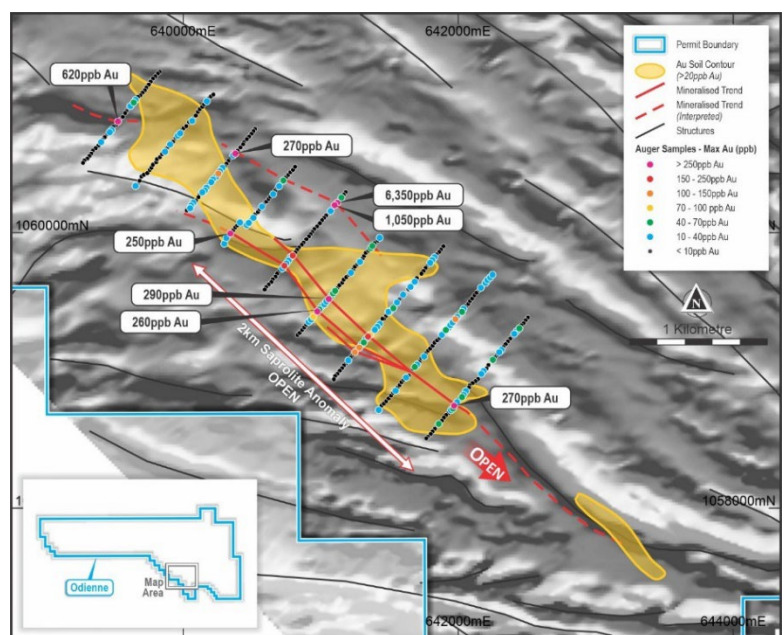 640000mE
642000mE
620ppb Au
270ppb Au
6,350ppb Au
1,050ppb Au
1060000mN
250ppb Au
290ppb Au
260ppb Au
2km Saprolite Anomaly
OPEN
270ppb Au
OPEN
1058000mN
642000mE
644000mE
Permit Boundary
Au Soil Contour
(>20ppb Au)
Mineralised Trend
Mineralised Trend
(Interpreted)
Structures
Auger Samples - Max Au (ppb)
> 250ppb Au
150 - 250ppb Au
100 - 150ppb Au
70 - 100 ppb Au
40 - 70ppb Au
10 - 40ppb Au
< 10ppb Au
N
1 Kilometre
Odienne
Map
Area